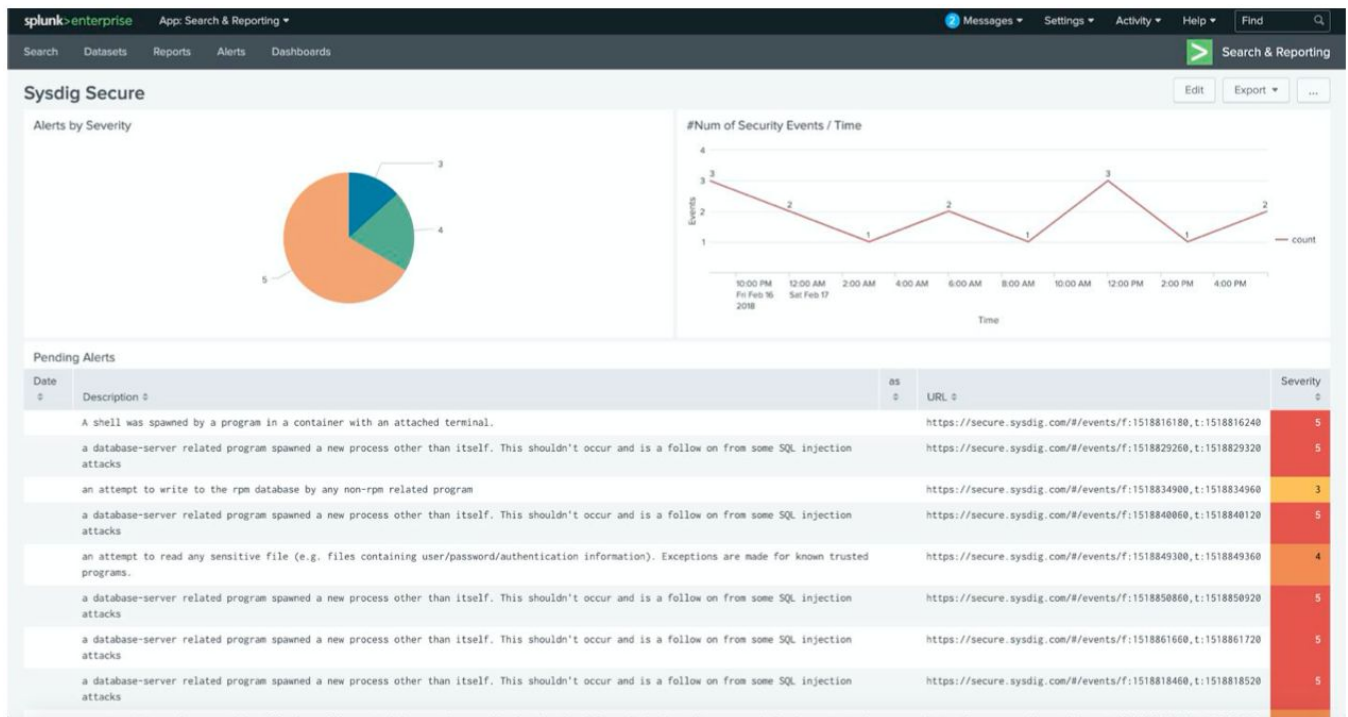 splunk>enterprise App: Search & Reporting 2 Messages Settings Activity Help Find
Search Datasets Reports Alerts Dashboards Search & Reporting
Sysdig Secure Edit Export ...
Alerts by Severity
3
4
5
#Num of Security Events / Time
4
3
2
1
Events
3 2 1 2 1 3 1 2
count
10:00 PM 12:00 AM 2:00 AM 4:00 AM 6:00 AM 8:00 AM 10:00 AM 12:00 PM 2:00 PM 4:00 PM
Fri Feb 16 Sat Feb 17
2018
Time
Pending Alerts
Date Description as URL Severity
A shell was spawned by a program in a container with an attached terminal. https://secure.sysdig.com/#/events/f:1518816180,t:1518816240 5
a database-server related program spawned a new process other than itself. This shouldn't occur and is a follow on from some SQL injection https://secure.sysdig.com/#/events/f:1518829260,t:1518829320 5
attacks
an attempt to write to the rpm database by any non-rpm related program https://secure.sysdig.com/#/events/f:1518834900,t:1518834960 3
a database-server related program spawned a new process other than itself. This shouldn't occur and is a follow on from some SQL injection https://secure.sysdig.com/#/events/f:1518840060,t:1518840120 5
attacks
an attempt to read any sensitive file (e.g. files containing user/password/authentication information). Exceptions are made for known trusted https://secure.sysdig.com/#/events/f:1518849300,t:1518849360 4
programs.
a database-server related program spawned a new process other than itself. This shouldn't occur and is a follow on from some SQL injection https://secure.sysdig.com/#/events/f:1518850860,t:1518850920 5
attacks
a database-server related program spawned a new process other than itself. This shouldn't occur and is a follow on from some SQL injection https://secure.sysdig.com/#/events/f:1518861660,t:1518861720 5
attacks
a database-server related program spawned a new process other than itself. This shouldn't occur and is a follow on from some SQL injection https://secure.sysdig.com/#/events/f:1518818460,t:1518818520 5
attacks